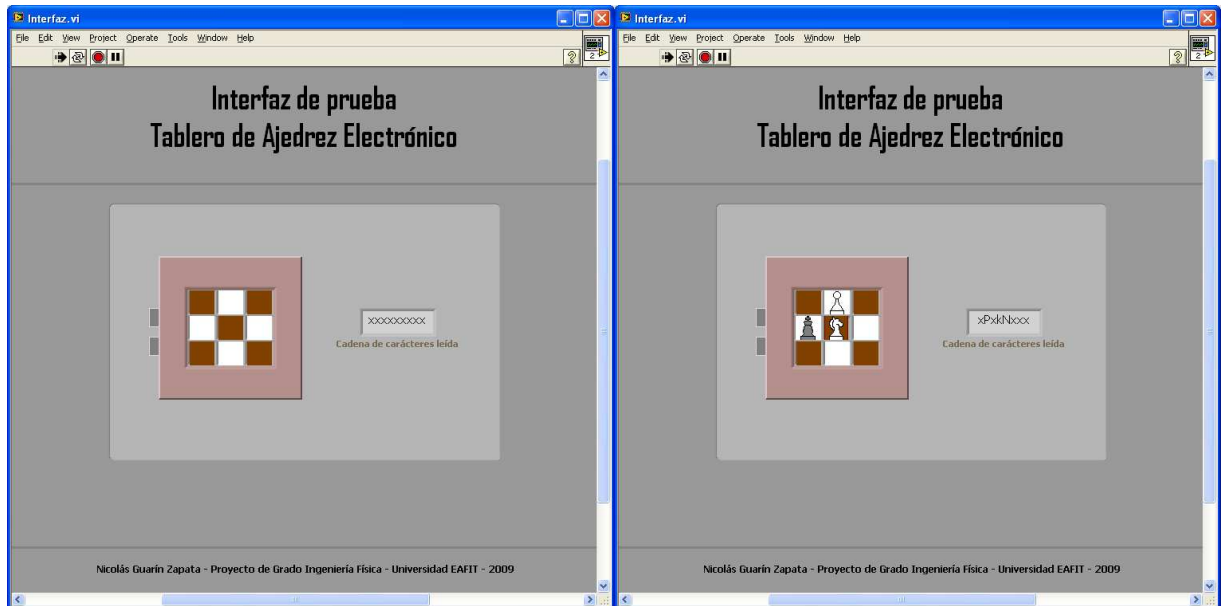 Interfaz.vi
File Edit View Project Operate Tools Window Help
2
Interfaz de prueba
Tablero de Ajedrez Electrónico
xxxxxxxxx
Cadena de carácteres leída
Nicolás Guarín Zapata - Proyecto de Grado Ingeniería Física - Universidad EAFIT - 2009
Interfaz.vi
File Edit View Project Operate Tools Window Help
2
Interfaz de prueba
Tablero de Ajedrez Electrónico
xPxkNxxx
Cadena de carácteres leída
Nicolás Guarín Zapata - Proyecto de Grado Ingeniería Física - Universidad EAFIT - 2009